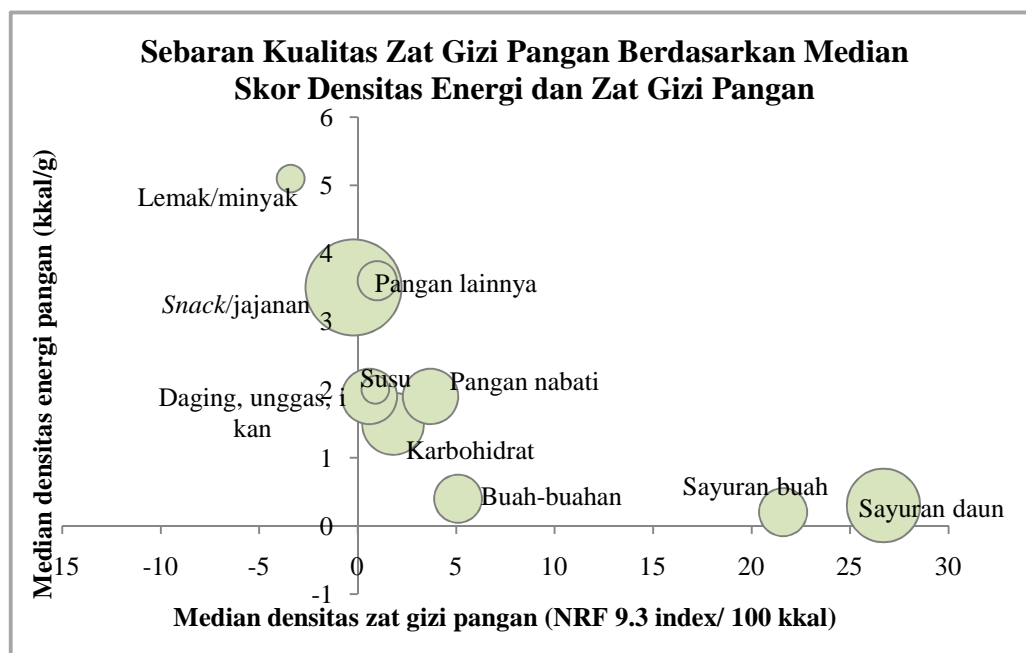 Sebaran Kualitas Zat Gizi Pangan Berdasarkan Median
Skor Densitas Energi dan Zat Gizi Pangan
Median densitas energi pangan (kkal/g)
6
5
4
3
2
1
0
-1
Lemak/minyak
Pangan lainnya
Snack/jajanan
Susu
Pangan nabati
Daging, unggas, i
kan
Karbohidrat
Buah-buahan
Sayuran buah
Sayuran daun
-15 -10 -5 0 5 10 15 20 25 30
Median densitas zat gizi pangan (NRF 9.3 index/ 100 kkal)